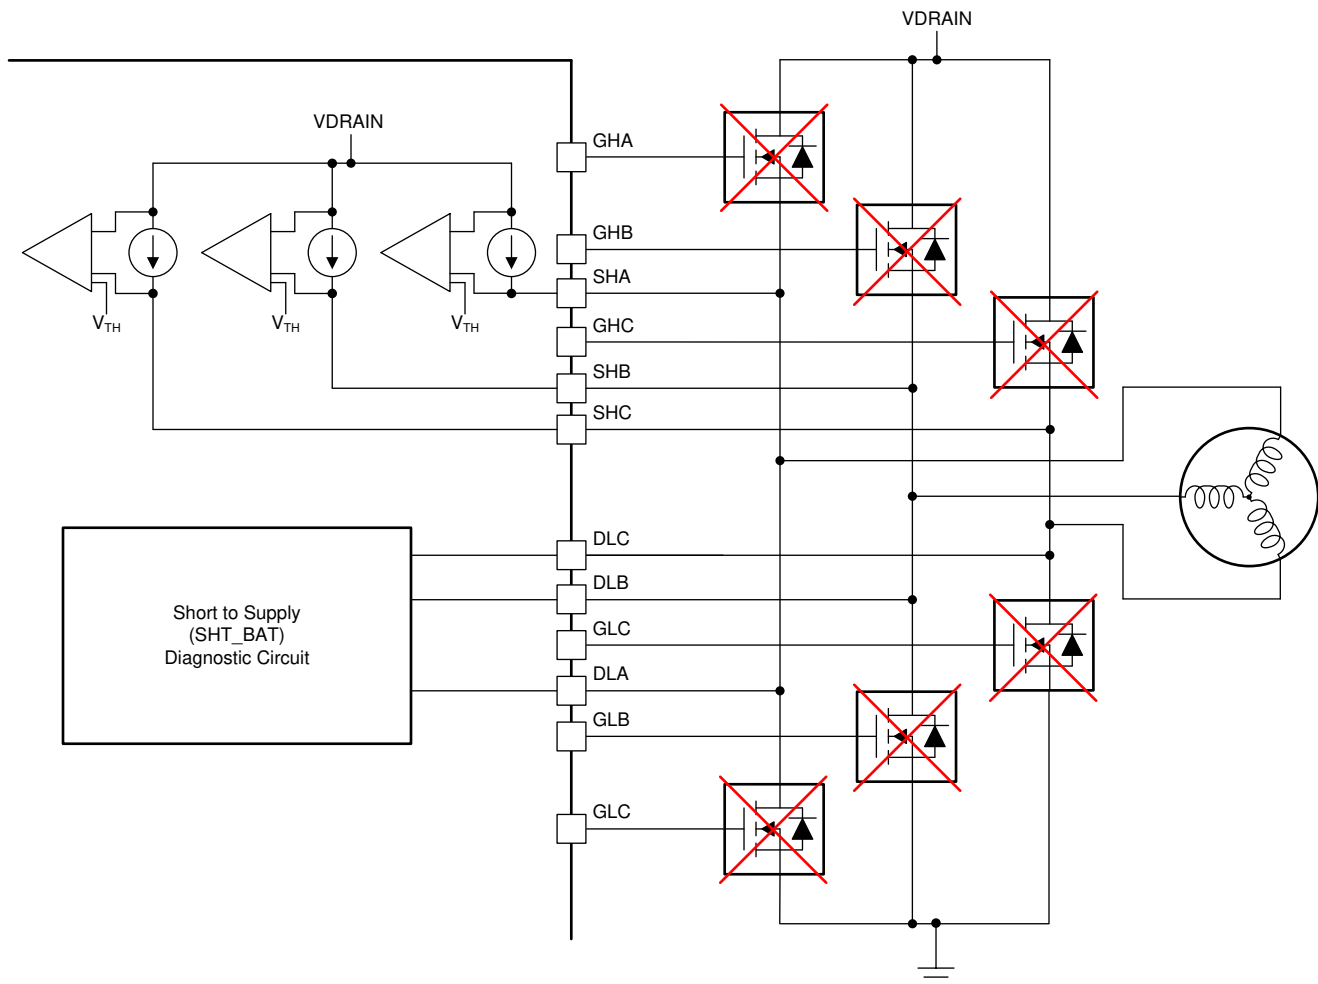 VDRAIN
VDRAIN
GHA
GHB
SHA
GHC
SHB
SHC
VTH
VTH
VTH
DLC
DLB
GLC
DLA
GLB
GLC
Short to Supply
(SHT_BAT)
Diagnostic Circuit